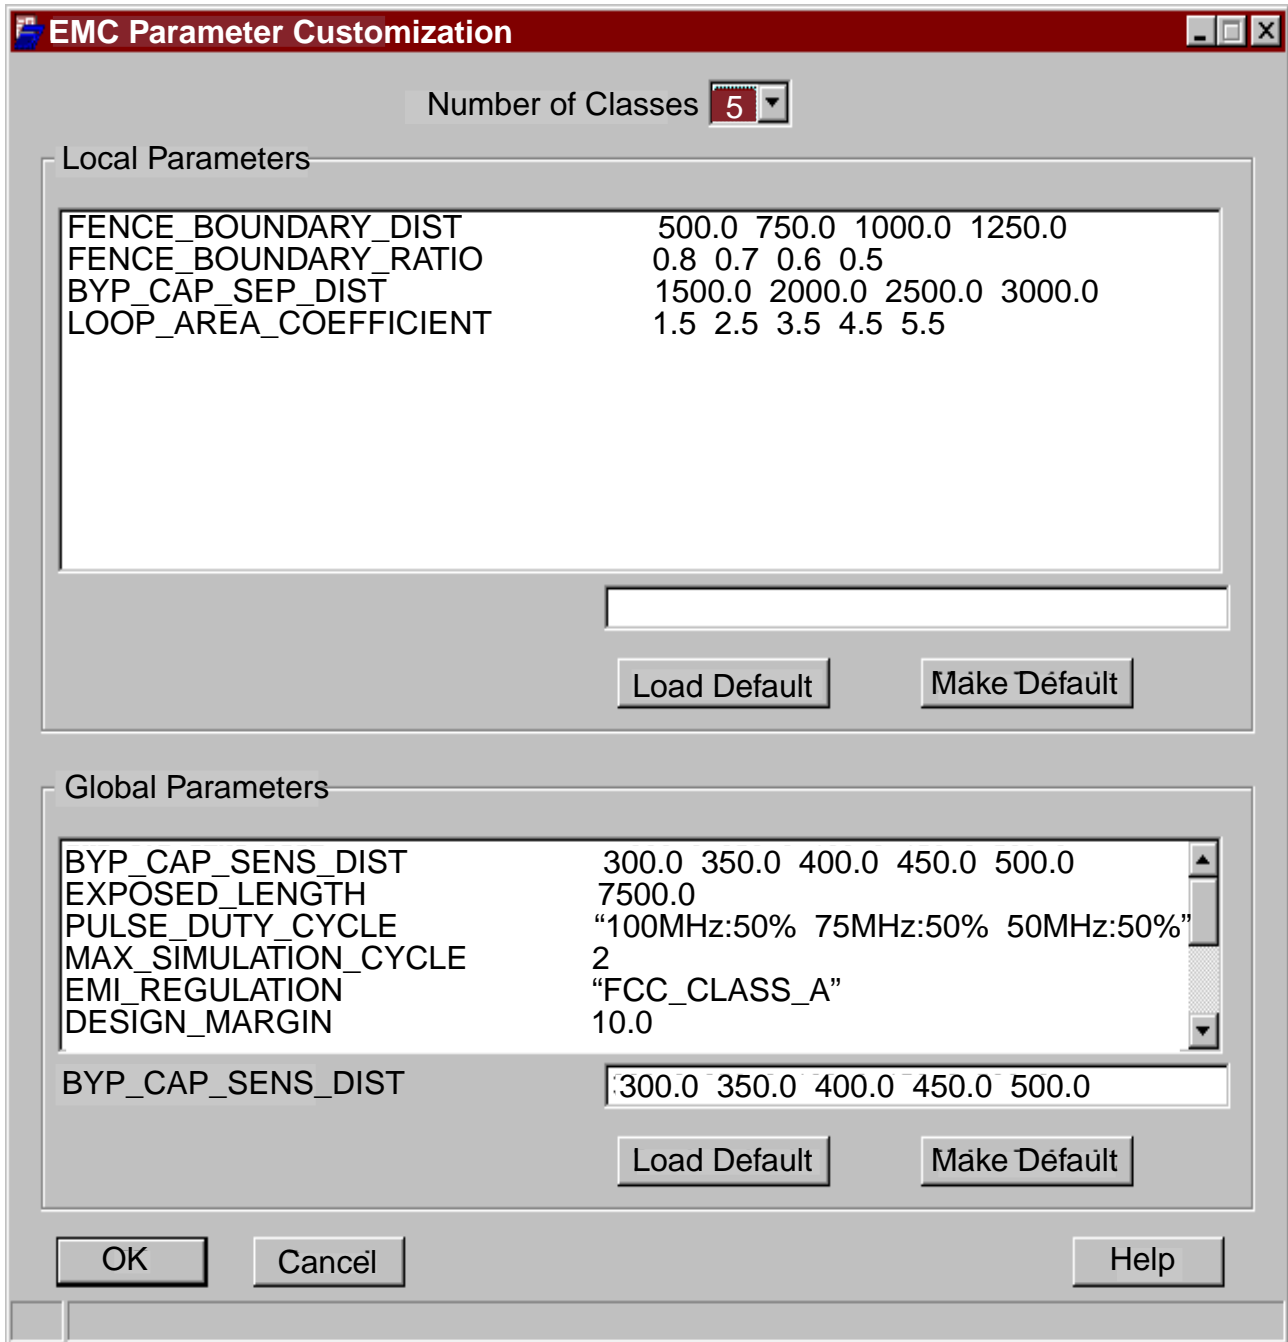 EMC Parameter Customization
Number of Classes 5
Local Parameters
FENCE_BOUNDARY_DIST 500.0 750.0 1000.0 1250.0
FENCE_BOUNDARY_RATIO 0.8 0.7 0.6 0.5
BYP_CAP_SEP_DIST 1500.0 2000.0 2500.0 3000.0
LOOP_AREA_COEFFICIENT 1.5 2.5 3.5 4.5 5.5
Load Default Make Default
Global Parameters
BYP_CAP_SENS_DIST 300.0 350.0 400.0 450.0 500.0
EXPOSED_LENGTH 7500.0
PULSE_DUTY_CYCLE “100MHz:50% 75MHz:50% 50MHz:50%”
MAX_SIMULATION_CYCLE 2
EMI_REGULATION “FCC_CLASS_A”
DESIGN_MARGIN 10.0
BYP_CAP_SENS_DIST 300.0 350.0 400.0 450.0 500.0
Load Default Make Default
OK Cancel Help